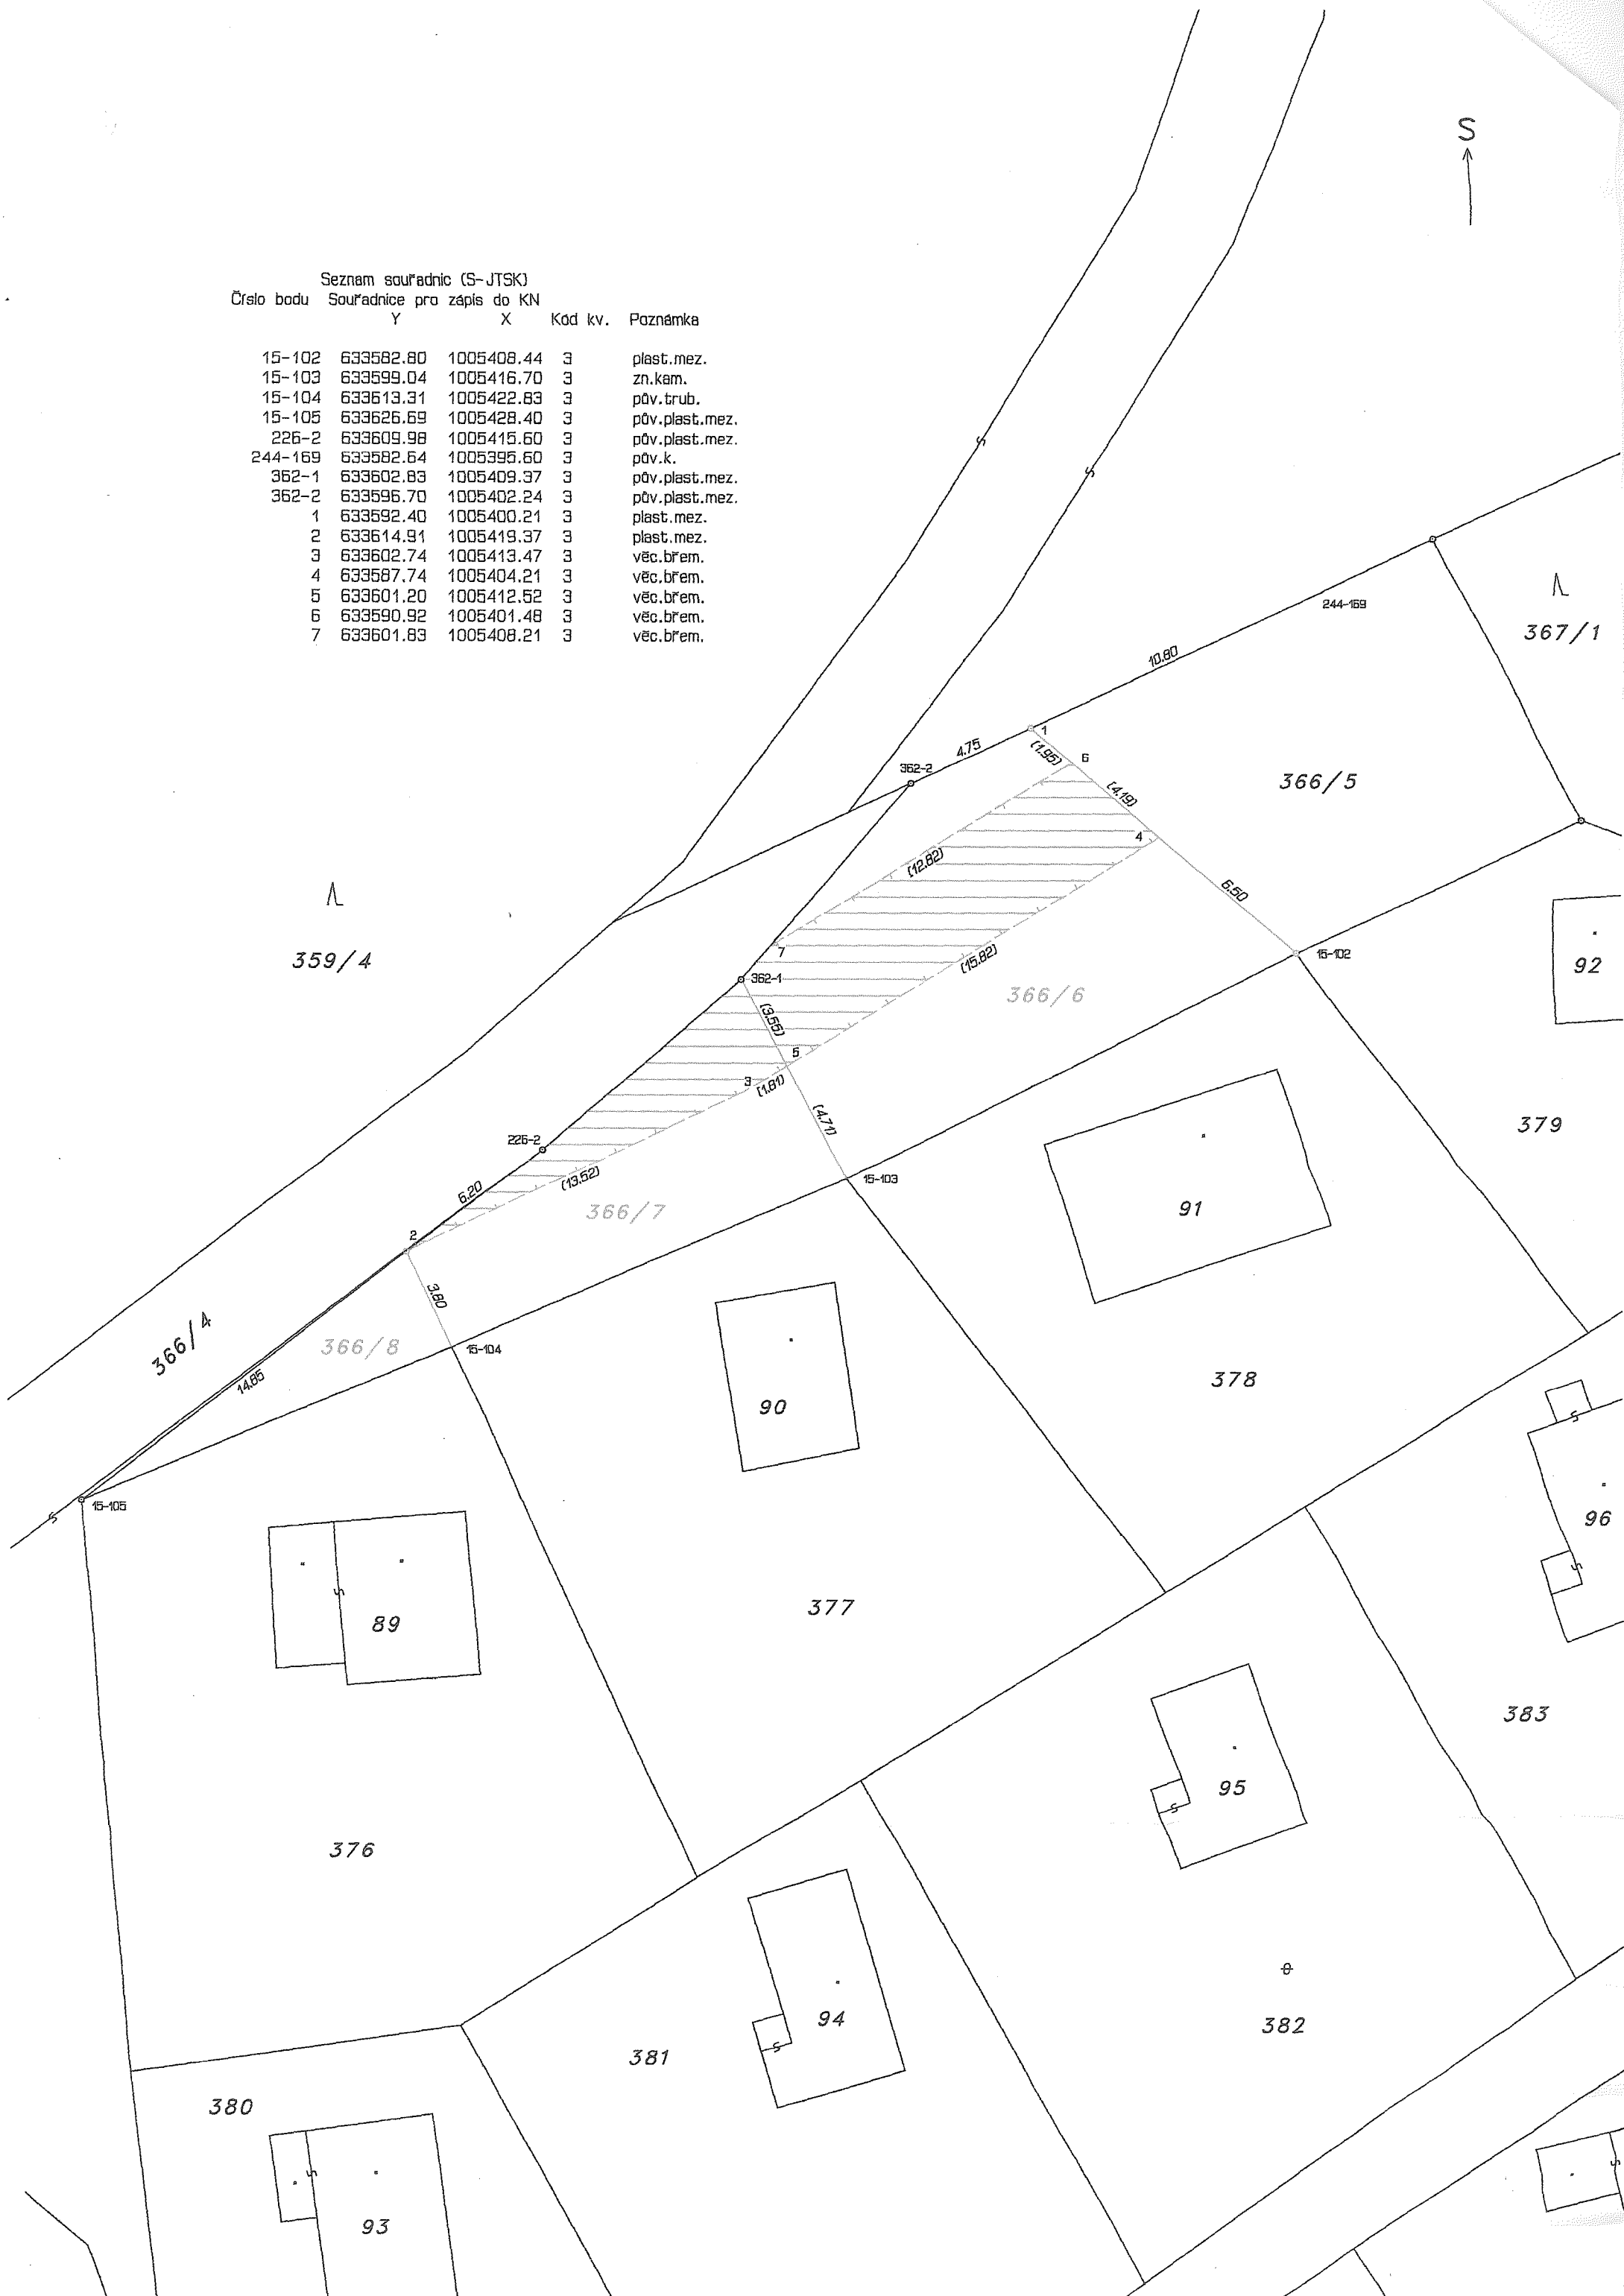 S
Seznam souřadnic (S-JTSK)
Číslo bodu Souřadnice pro zápis do KN
Y X Kód kv. Poznámka
15-102 633582.80 1005408.44 3 plast.mez.
15-103 633599.04 1005416.70 3 zn.kam.
15-104 633613.31 1005422.83 3 pův.trub.
15-105 633626.69 1005428.40 3 pův.plast.mez.
226-2 633609.98 1005415.60 3 pův.plast.mez.
244-169 633582.64 1005395.60 3 pův.k.
362-1 633602.83 1005409.37 3 pův.plast.mez.
362-2 633596.70 1005402.24 3 pův.plast.mez.
1 633592.40 1005400.21 3 plast.mez.
2 633614.91 1005419.37 3 plast.mez.
3 633602.74 1005413.47 3 věc.břem.
4 633587.74 1005404.21 3 věc.břem.
5 633601.20 1005412.52 3 věc.břem.
6 633590.92 1005401.48 3 věc.břem.
7 633601.83 1005408.21 3 věc.břem.
244-169
367/1
10.80
1
4.75
(1.95)
6
362-2
366/5
(4.19)
4
(12.82)
6.50
359/4
7
(15.82)
15-102
92
362-1
366/6
(3.55)
5
3
(1.81)
(4.71)
379
226-2
15-103
(13.52)
6.20
366/7
91
2
3.80
366/4
366/8
15-104
14.85
378
90
15-105
96
89
377
383
95
376
94
382
381
380
93